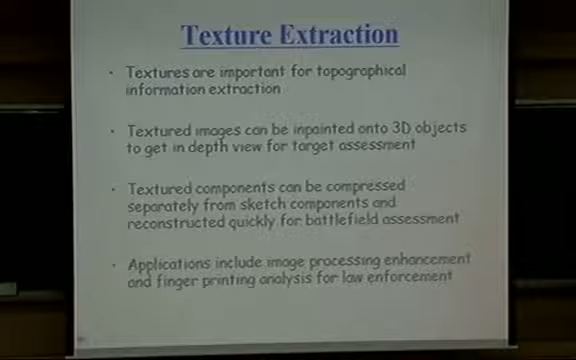 Texture Extraction
• Textures are important for topographical
information extraction
• Textured images can be inpainted onto 3D objects
to get in depth view for target assessment
• Textured components can be compressed
separately from sketch components and
reconstructed quickly for battlefield assessment
• Applications include image processing enhancement
and finger printing analysis for law enforcement